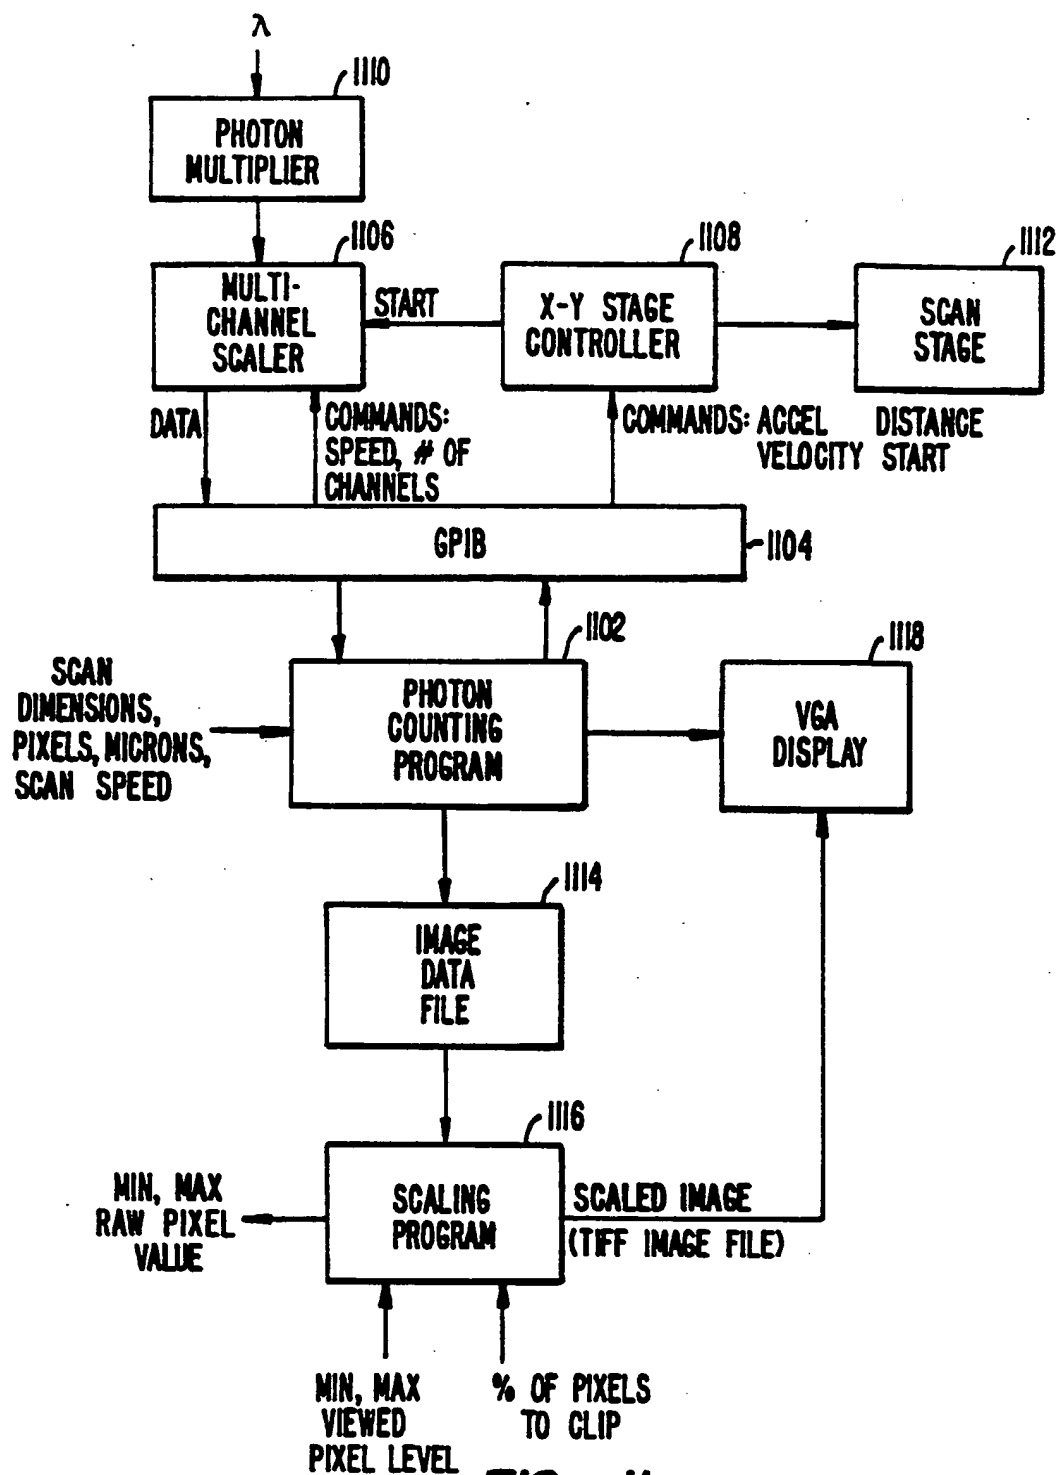 λ
1110
PHOTON
MULTIPLIER
1106
MULTI-
CHANNEL
SCALER
START
1108
X-Y STAGE
CONTROLLER
1112
SCAN
STAGE
DATA
COMMANDS:
SPEED, # OF
CHANNELS
COMMANDS: ACCEL DISTANCE
VELOCITY START
GPIB
1104
1102
PHOTON
COUNTING
PROGRAM
SCAN
DIMENSIONS,
PIXELS, MICRONS,
SCAN SPEED
1118
VGA
DISPLAY
1114
IMAGE
DATA
FILE
1116
SCALING
PROGRAM
MIN, MAX
RAW PIXEL
VALUE
SCALED IMAGE
(TIFF IMAGE FILE)
MIN, MAX
VIEWED
PIXEL LEVEL
% OF PIXELS
TO CLIP